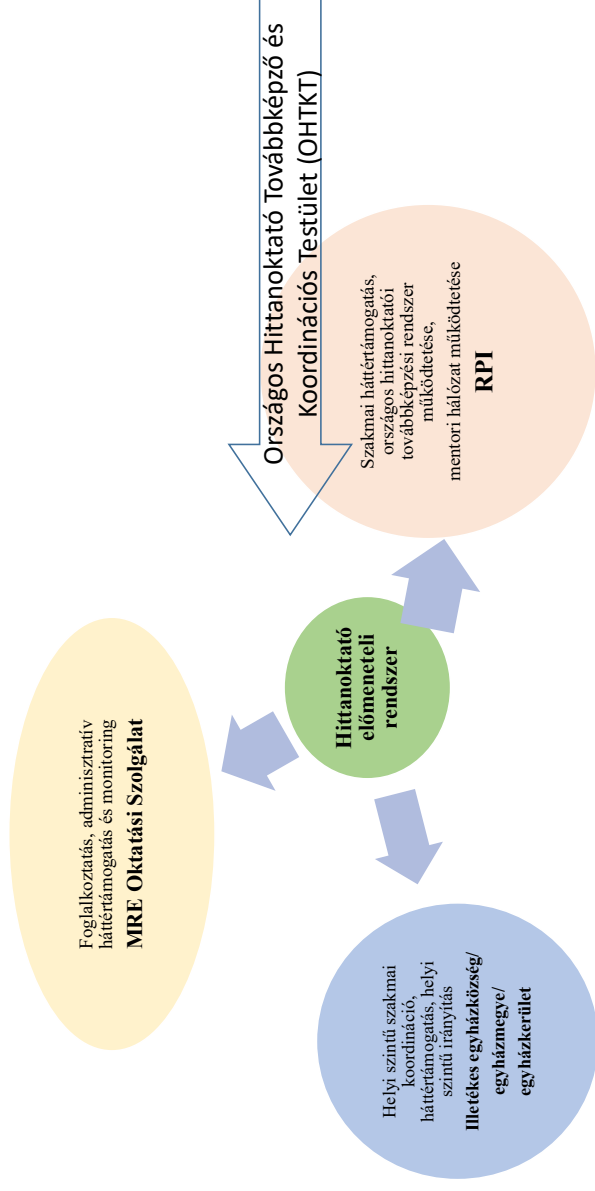 Foglalkoztatás, adminisztratív
háttértámogatás és monitoring
MRE Oktatási Szolgálat
Országos Hittanoktató Továbbképző és
Koordinációs Testület (OHTKT)
Hittanoktató
előmeneteli
rendszer
Helyi szintű szakmai
koordináció,
háttértámogatás, helyi
szintű irányítás
Illetékes egyházközség/
egyházmegye/
egyházkerület
Szakmai háttértámogatás,
országos hittanoktatói
továbbképzési rendszer
működtetése,
mentori hálózat működtetése
RPI